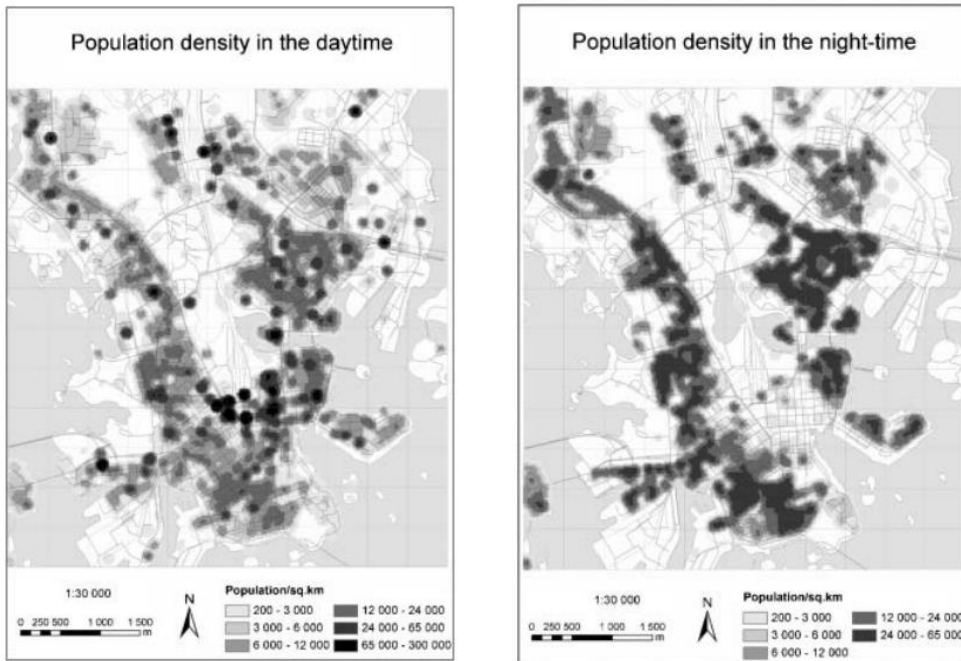 Population density in the daytime
1:30 000
0 250 500 1 000 1 500
m
N
Population/sq.km
200 - 3 000
3 000 - 6 000
6 000 - 12 000
12 000 - 24 000
24 000 - 65 000
65 000 - 300 000
Population density in the night-time
1:30 000
0 250 500 1 000 1 500
m
N
Population/sq.km
200 - 3 000
3 000 - 6 000
6 000 - 12 000
12 000 - 24 000
24 000 - 65 000